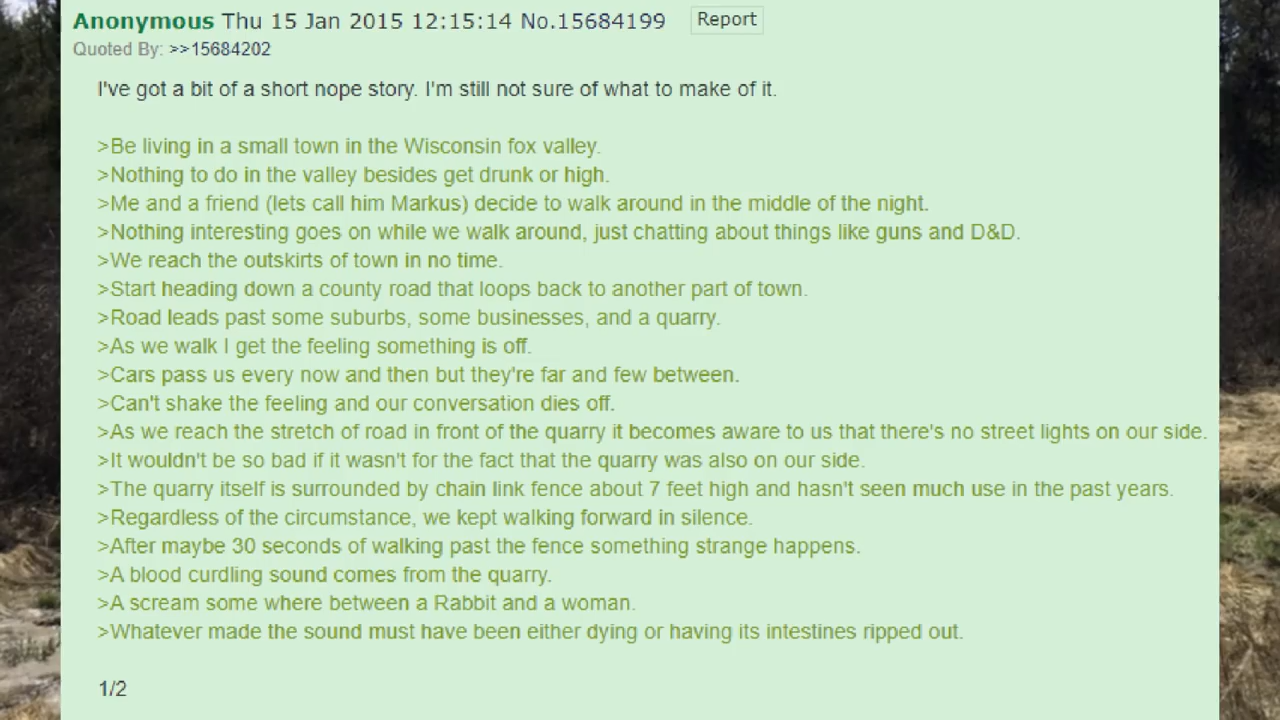 Anonymous Thu 15 Jan 2015 12:15:14 No.15684199 Report
Quoted By: >>15684202
I've got a bit of a short nope story. I'm still not sure of what to make of it.
>Be living in a small town in the Wisconsin fox valley.
>Nothing to do in the valley besides get drunk or high.
>Me and a friend (lets call him Markus) decide to walk around in the middle of the night.
>Nothing interesting goes on while we walk around, just chatting about things like guns and D&D.
>We reach the outskirts of town in no time.
>Start heading down a county road that loops back to another part of town.
>Road leads past some suburbs, some businesses, and a quarry.
>As we walk I get the feeling something is off.
>Cars pass us every now and then but they're far and few between.
>Can't shake the feeling and our conversation dies off.
>As we reach the stretch of road in front of the quarry it becomes aware to us that there's no street lights on our side.
>It wouldn't be so bad if it wasn't for the fact that the quarry was also on our side.
>The quarry itself is surrounded by chain link fence about 7 feet high and hasn't seen much use in the past years.
>Regardless of the circumstance, we kept walking forward in silence.
>After maybe 30 seconds of walking past the fence something strange happens.
>A blood curdling sound comes from the quarry.
>A scream some where between a Rabbit and a woman.
>Whatever made the sound must have been either dying or having its intestines ripped out.
1/2